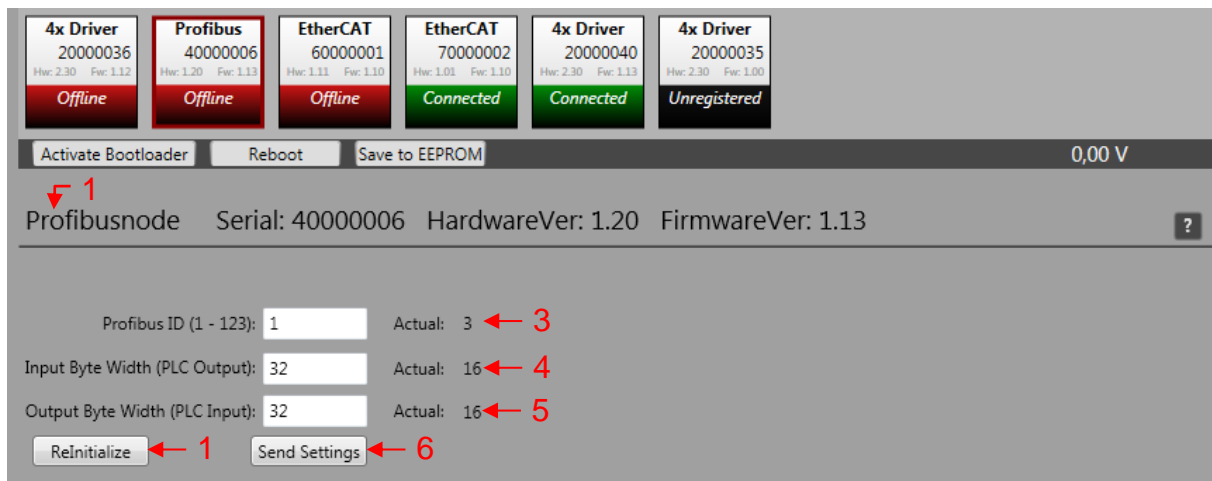 4x Driver Profibus EtherCAT EtherCAT 4x Driver 4x Driver
20000036 40000006 60000001 70000002 20000040 20000035
Hw: 2.30 Fw: 1.12 Hw: 1.20 Fw: 1.13 Hw: 1.11 Fw: 1.10 Hw: 1.01 Fw: 1.10 Hw: 2.30 Fw: 1.13 Hw: 2.30 Fw: 1.00
Offline Offline Offline Connected Connected Unregistered
Activate Bootloader Reboot Save to EEPROM 0,00 V
1
Profibusnode Serial: 40000006 HardwareVer: 1.20 FirmwareVer: 1.13 ?
Profibus ID (1 - 123): 1 Actual: 3 3
Input Byte Width (PLC Output): 32 Actual: 16 4
Output Byte Width (PLC Input): 32 Actual: 16 5
ReInitialize 1 Send Settings 6